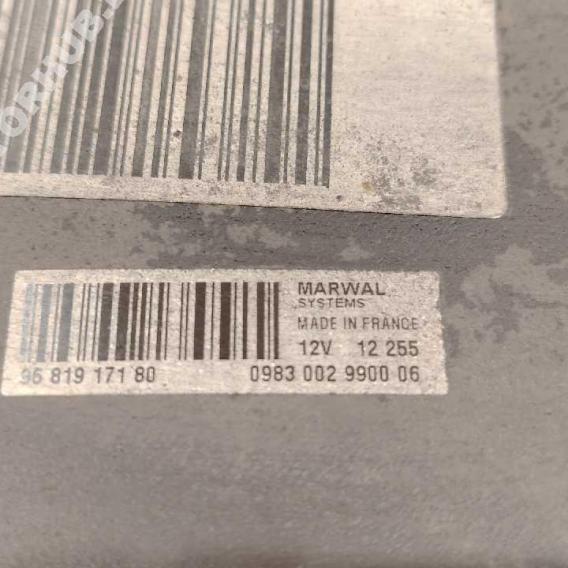 MARWAL
SYSTEMS
MADE IN FRANCE
12V 12 255
96 819 171 80 0983 002 9900 06